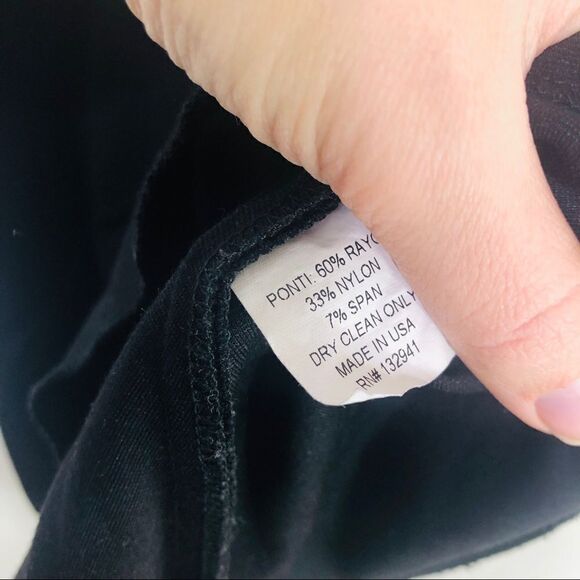 PONTI: 60% RAYO
33% NYLON
7% SPAN
DRY CLEAN ONLY
MADE IN USA
RN# 132941